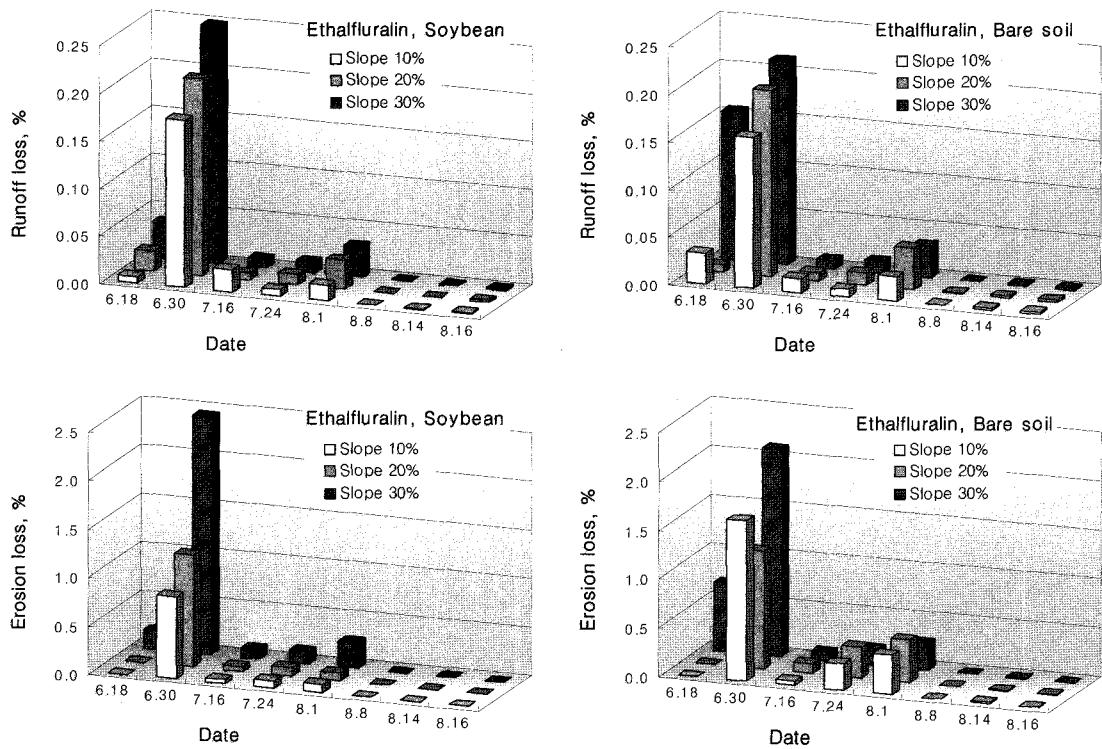 Ethalfluralin, Soybean
Slope 10%
Slope 20%
Slope 30%
Runoff loss, %
0.25
0.20
0.15
0.10
0.05
0.00
6.18
6.30
7.16
7.24
8.1
8.8
8.14
8.16
Date
Ethalfluralin, Bare soil
Slope 10%
Slope 20%
Slope 30%
Runoff loss, %
0.25
0.20
0.15
0.10
0.05
0.00
6.18
6.30
7.16
7.24
8.1
8.8
8.14
8.16
Date
Ethalfluralin, Soybean
Slope 10%
Slope 20%
Slope 30%
Erosion loss, %
2.5
2.0
1.5
1.0
0.5
0.0
6.18
6.30
7.16
7.24
8.1
8.8
8.14
8.16
Date
Ethalfluralin, Bare soil
Slope 10%
Slope 20%
Slope 30%
Erosion loss, %
2.5
2.0
1.5
1.0
0.5
0.0
6.18
6.30
7.16
7.24
8.1
8.8
8.14
8.16
Date